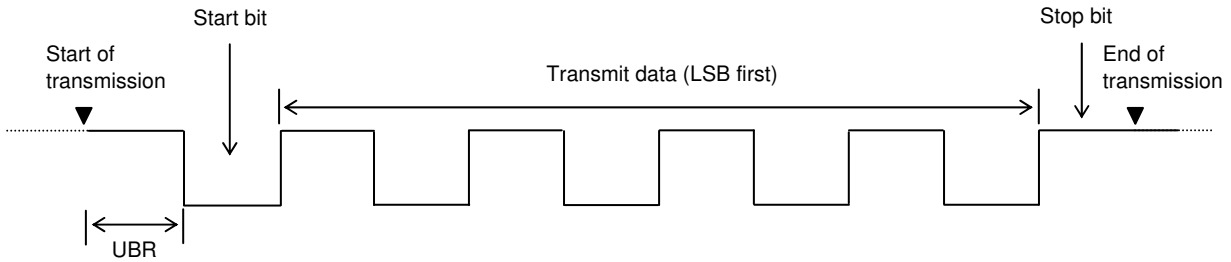 Start bit
Stop bit
Start of
transmission
Transmit data (LSB first)
End of
transmission
UBR